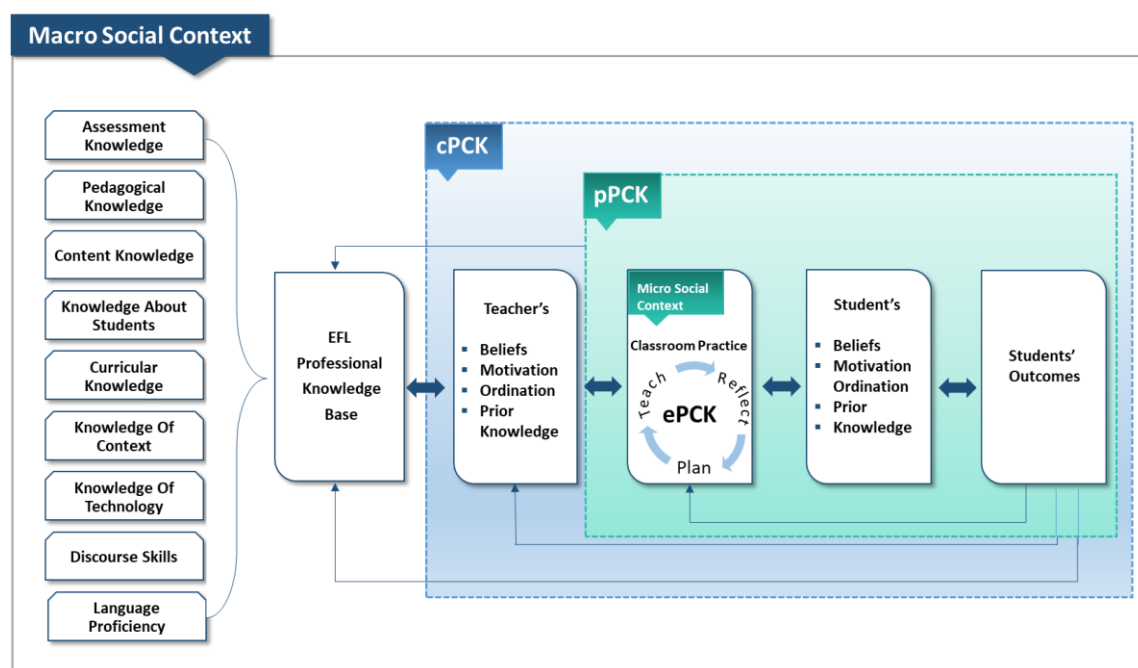 Macro Social Context
Assessment
Knowledge
Pedagogical
Knowledge
Content Knowledge
Knowledge About
Students
Curricular
Knowledge
Knowledge Of
Context
Knowledge Of
Technology
Discourse Skills
Language
Proficiency
EFL
Professional
Knowledge
Base
cPCK
pPCK
Teacher's
Beliefs
Motivation
Ordination
Prior
Knowledge
Micro Social
Context
Classroom Practice
Teach
Reflect
ePCK
Plan
Student's
Beliefs
Motivation
Ordination
Prior
Knowledge
Students'
Outcomes